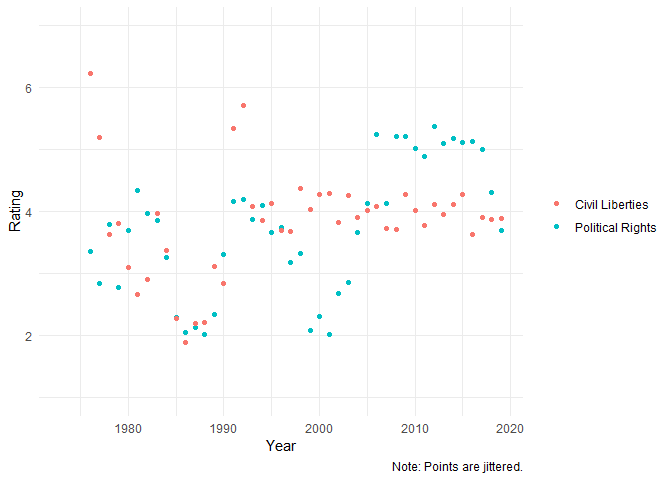 6
4
2
Rating
1980 1990 2000 2010 2020
Year
Civil Liberties
Political Rights
Note: Points are jittered.